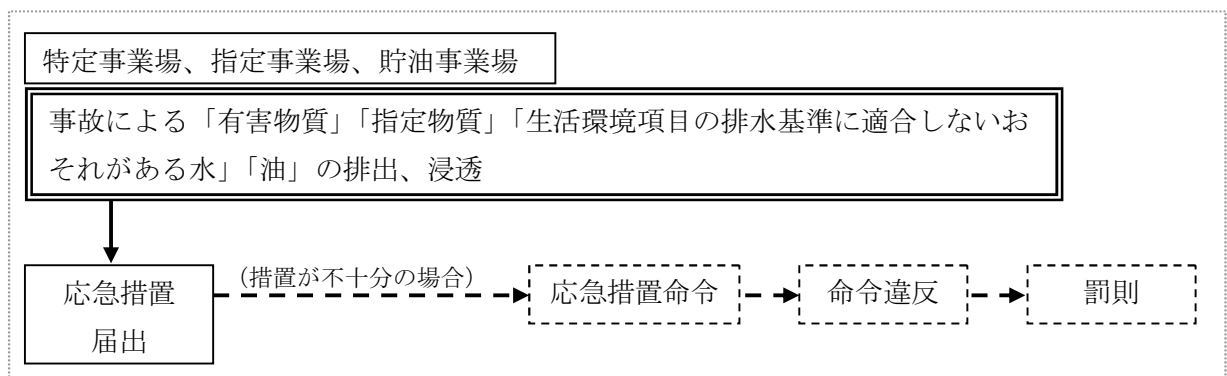 特定事業場、指定事業場、貯油事業場
事故による「有害物質」「指定物質」「生活環境項目の排水基準に適合しないお
それがある水」「油」の排出、浸透
応急措置
届出
（措置が不十分の場合）
応急措置命令
命令違反
罰則